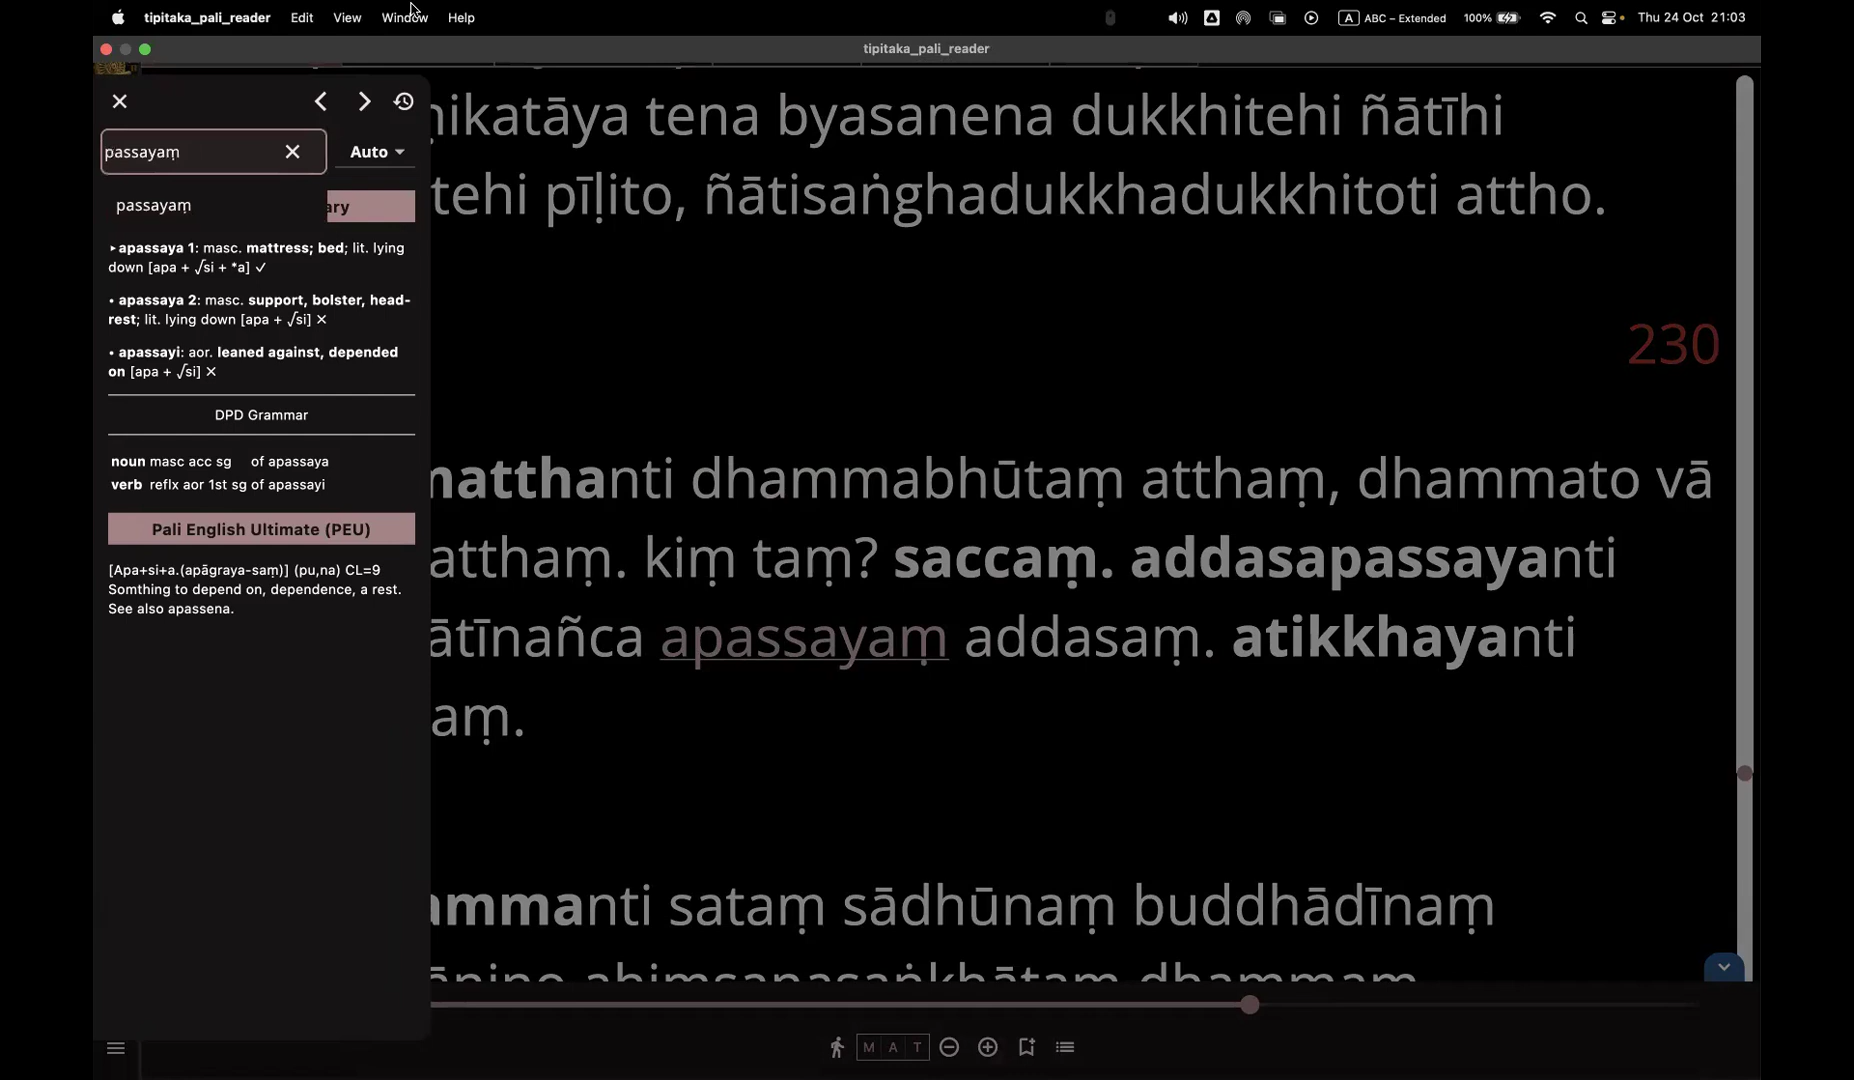 tipitaka_pali_reader Edit View Window Help
ABC – Extended 100% Thu 24 Oct 21:03
tipitaka_pali_reader
passayaṃ Auto
passayaṃ
ary
▸ apassaya 1: masc. mattress; bed; lit. lying
down [apa + √si + *a] ✓
• apassaya 2: masc. support, bolster, head-
rest; lit. lying down [apa + √si] ✕
• apassayi: aor. leaned against, depended
on [apa + √si] ✕
DPD Grammar
noun masc acc sg of apassaya
verb reflx aor 1st sg of apassayi
Pali English Ultimate (PEU)
[Apa+si+a.(apāgraya-saṃ)] (pu,na) CL=9
Somthing to depend on, dependence, a rest.
See also apassena.
ṇikatāya tena byasanena dukkhitehi ñātīhi
tehi pīḷito, ñātisaṅghadukkhadukkhitoti attho.
230
matthanti dhammabhūtaṃ atthaṃ, dhammato vā
atthaṃ. kiṃ taṃ? saccaṃ. addasapassayanti
ātīnañca apassayaṃ addasaṃ. atikkhayanti
aṃ.
ammanti sataṃ sādhūnaṃ buddhādīnaṃ
ānino ahiṃsapasaṅkhātaṃ dhammaṃ
M A T